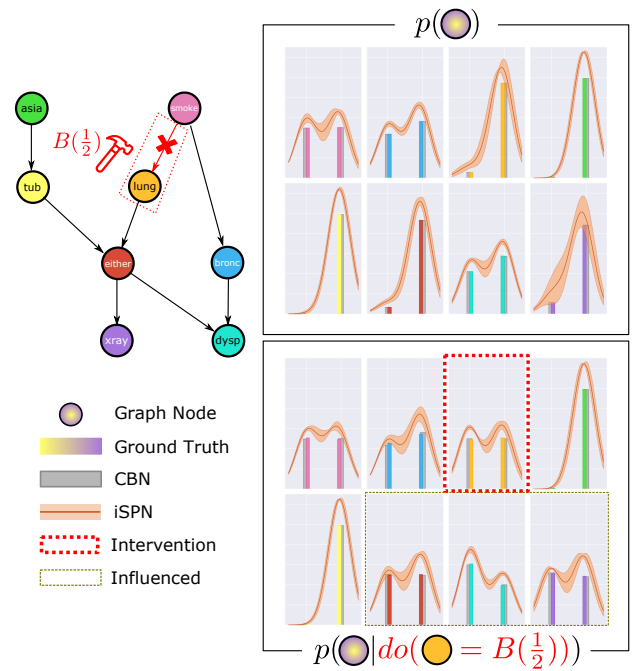 p( )
asia
smoke
B(1/2)
tub
lung
either
bronc
xray
dysp
Graph Node
Ground Truth
CBN
iSPN
Intervention
Influenced
p( |do( = B(1/2)))